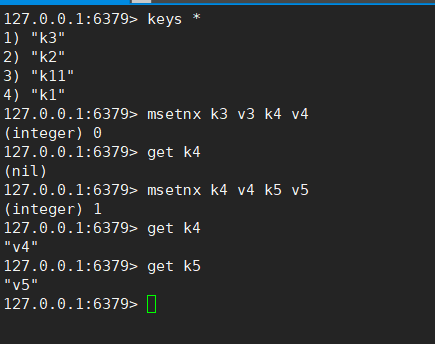 127.0.0.1:6379> keys *
1) "k3"
2) "k2"
3) "k11"
4) "k1"
127.0.0.1:6379> msetnx k3 v3 k4 v4
(integer) 0
127.0.0.1:6379> get k4
(nil)
127.0.0.1:6379> msetnx k4 v4 k5 v5
(integer) 1
127.0.0.1:6379> get k4
"v4"
127.0.0.1:6379> get k5
"v5"
127.0.0.1:6379>